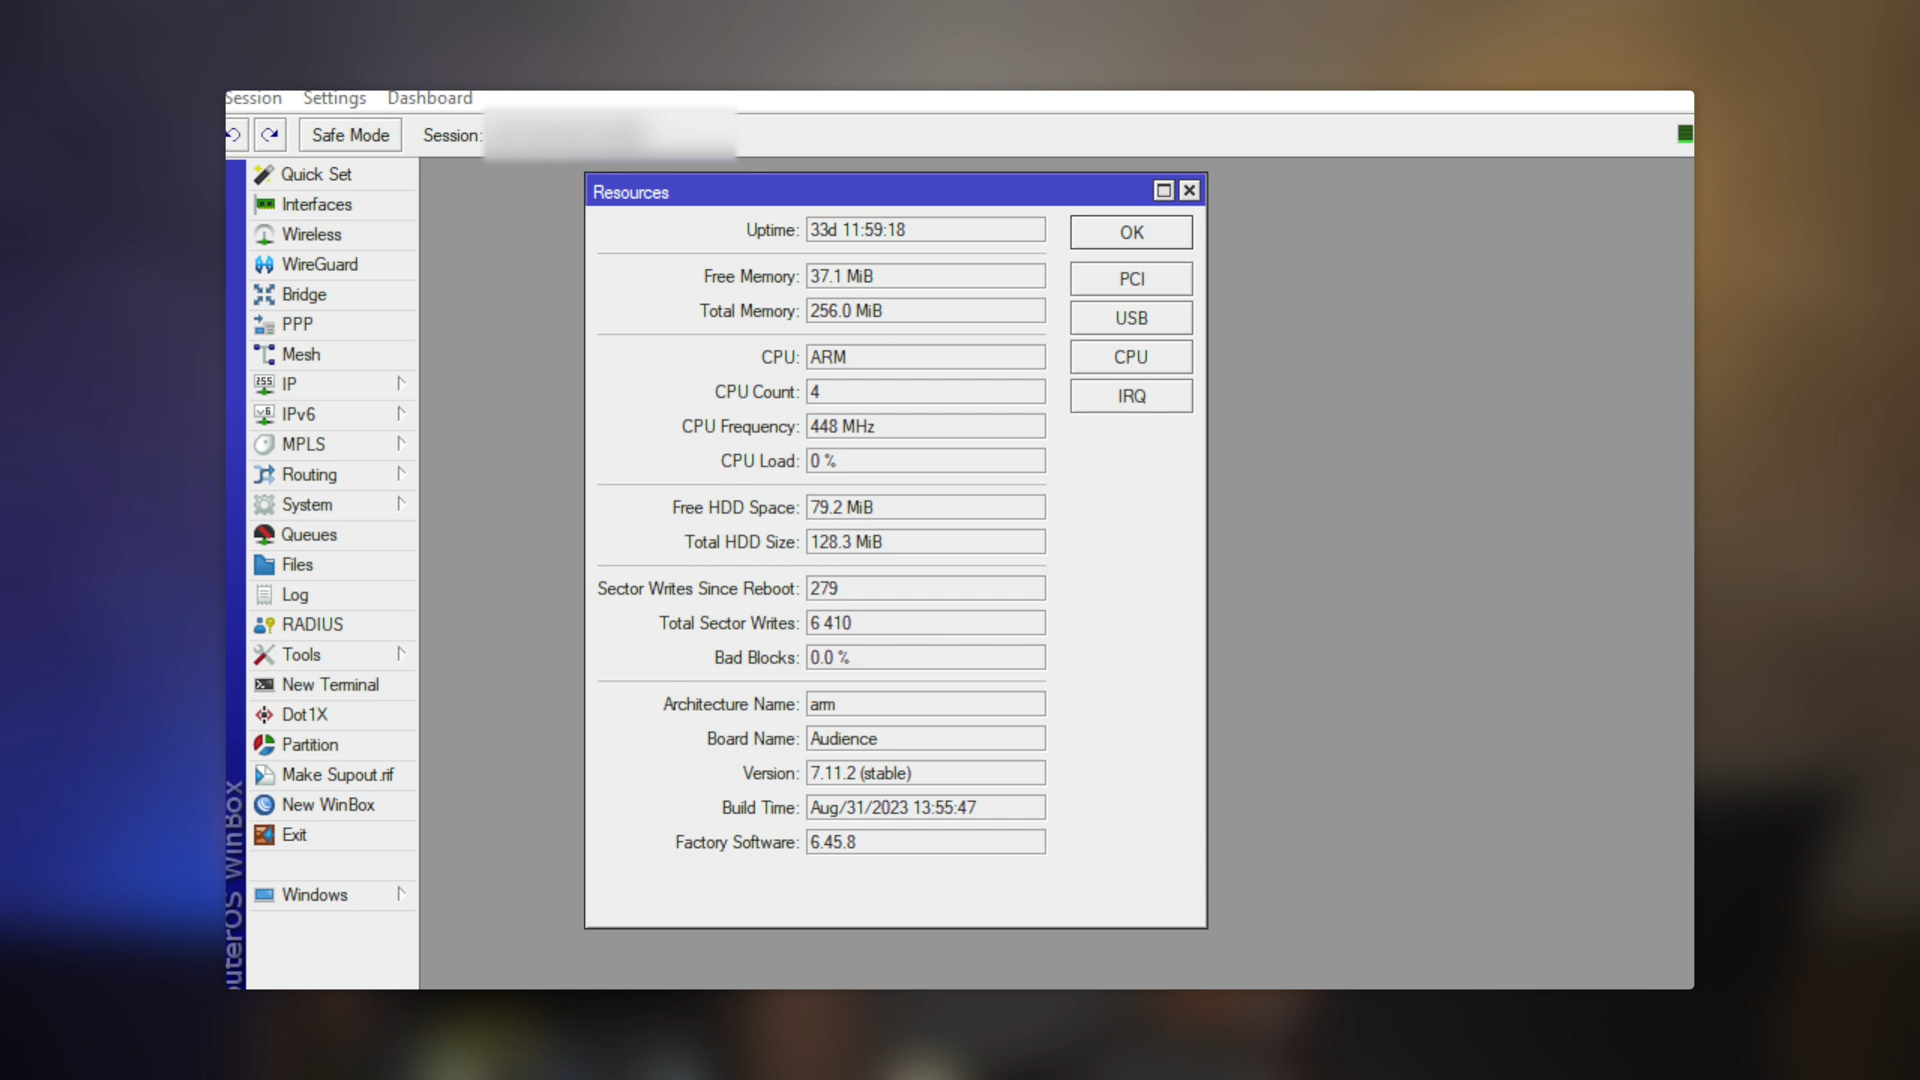 Session Settings Dashboard
Safe Mode Session:
Quick Set
Interfaces
Wireless
WireGuard
Bridge
PPP
Mesh
255 IP
v6 IPv6
MPLS
Routing
System
Queues
Files
Log
RADIUS
Tools
New Terminal
Dot1X
Partition
Make Supout.rif
New WinBox
Exit
Windows
outerOS WinBox
Resources
Uptime: 33d 11:59:18
Free Memory: 37.1 MiB
Total Memory: 256.0 MiB
CPU: ARM
CPU Count: 4
CPU Frequency: 448 MHz
CPU Load: 0 %
Free HDD Space: 79.2 MiB
Total HDD Size: 128.3 MiB
Sector Writes Since Reboot: 279
Total Sector Writes: 6 410
Bad Blocks: 0.0 %
Architecture Name: arm
Board Name: Audience
Version: 7.11.2 (stable)
Build Time: Aug/31/2023 13:55:47
Factory Software: 6.45.8
OK
PCI
USB
CPU
IRQ